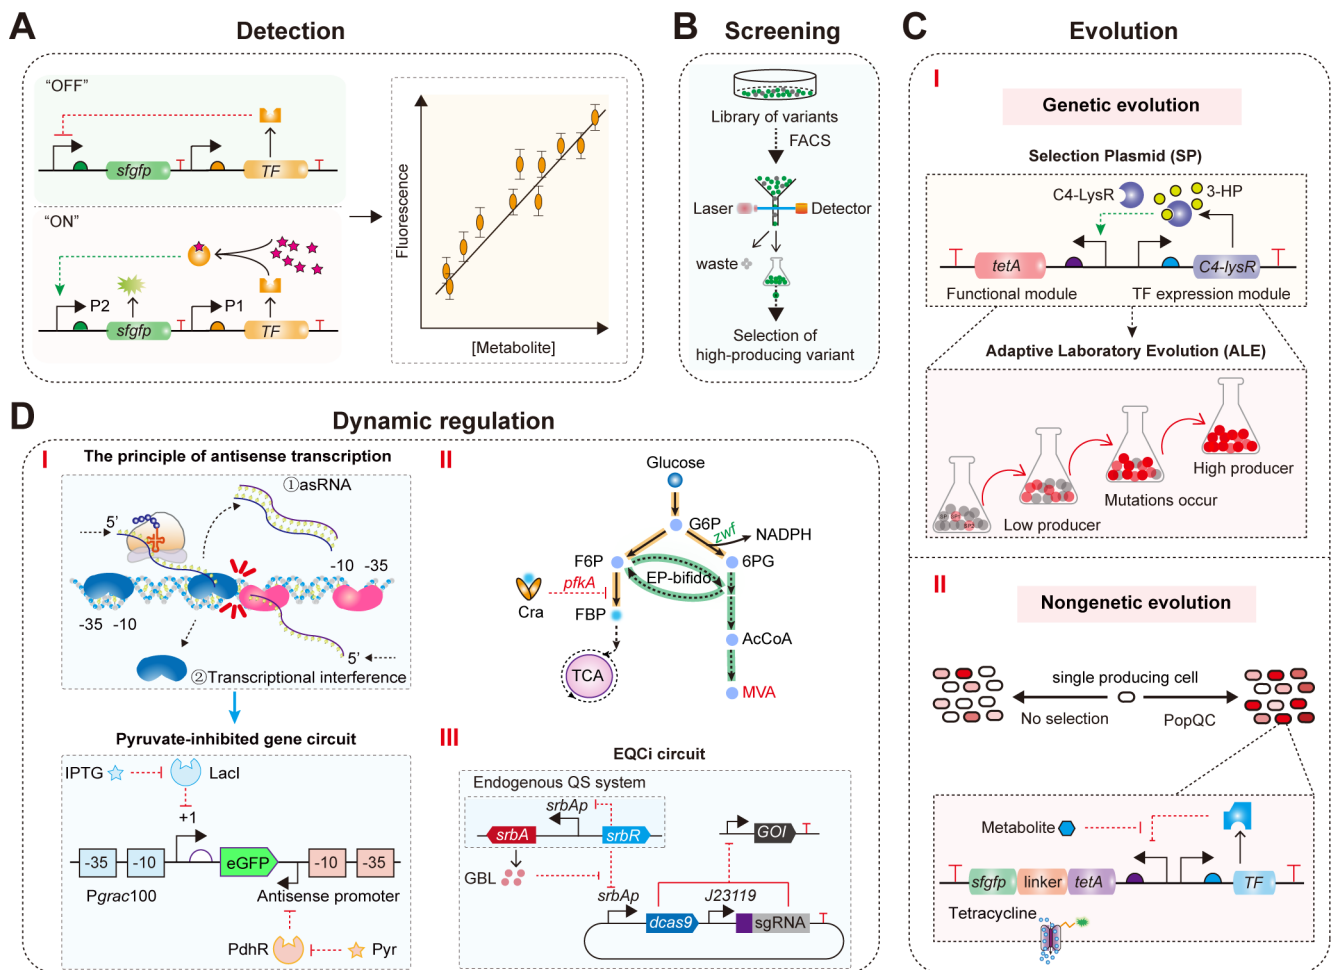 A
Detection
"OFF"
sfgfp
TF
"ON"
P2
P1
sfgfp
TF
Fluorescence
[Metabolite]
B
Screening
Library of variants
FACS
Laser
Detector
waste
Selection of
high-producing variant
C
Evolution
I
Genetic evolution
Selection Plasmid (SP)
C4-LysR
3-HP
tetA
C4-lysR
Functional module
TF expression module
Adaptive Laboratory Evolution (ALE)
High producer
Mutations occur
Low producer
II
Nongenetic evolution
single producing cell
No selection
PopQC
Metabolite
sfgfp
linker
tetA
TF
Tetracycline
D
Dynamic regulation
I
The principle of antisense transcription
①asRNA
5'
-10
-35
-35
-10
5'
②Transcriptional interference
Pyruvate-inhibited gene circuit
IPTG
LacI
+1
-35
-10
eGFP
-10
-35
Pgrac100
Antisense promoter
PdhR
Pyr
II
Glucose
G6P
zwf
NADPH
F6P
6PG
EP-bifido
pfkA
Cra
FBP
AcCoA
TCA
MVA
III
EQCi circuit
Endogenous QS system
srbAp
srbA
srbR
GOI
GBL
srbAp
J23119
dcas9
sgRNA